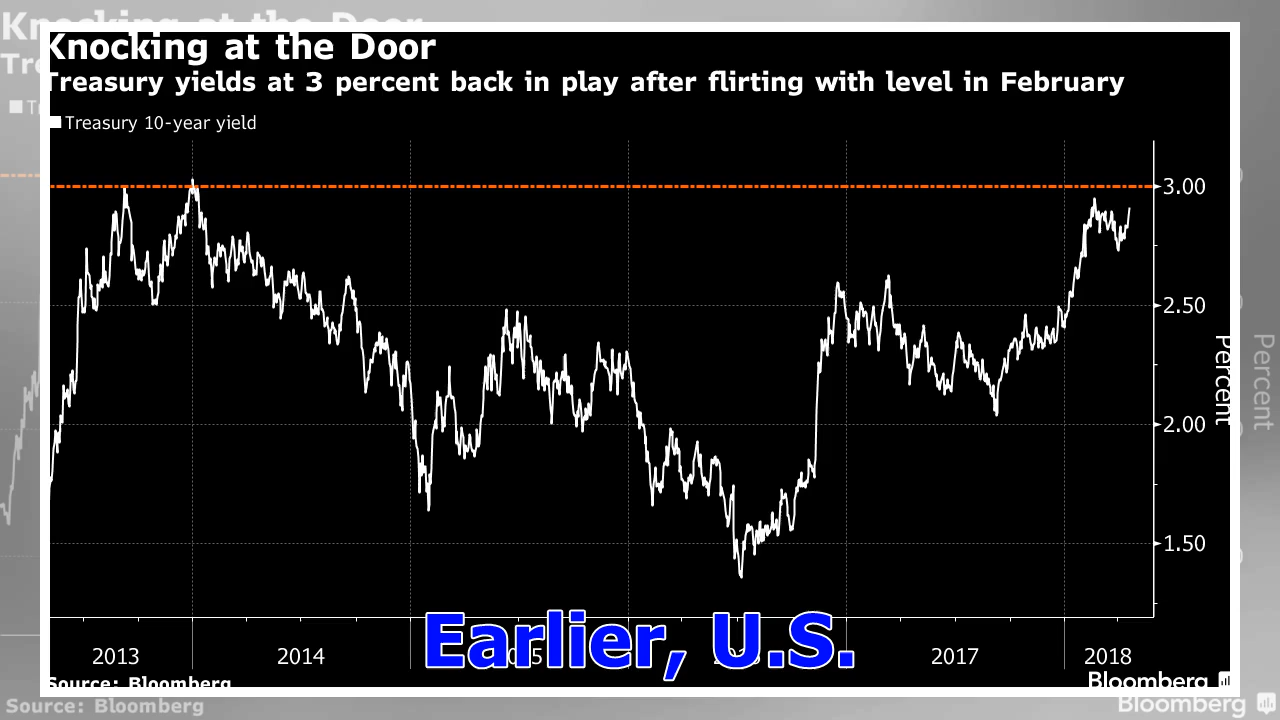 Knocking at the Door
Treasury yields at 3 percent back in play after flirting with level in February
Treasury 10-year yield
3.00
2.50
2.00
1.50
Percent
Percent
Earlier, U.S.
2013
2014
2017
2018
Source: Bloomberg
Bloomberg
Source: Bloomberg
Bloomberg